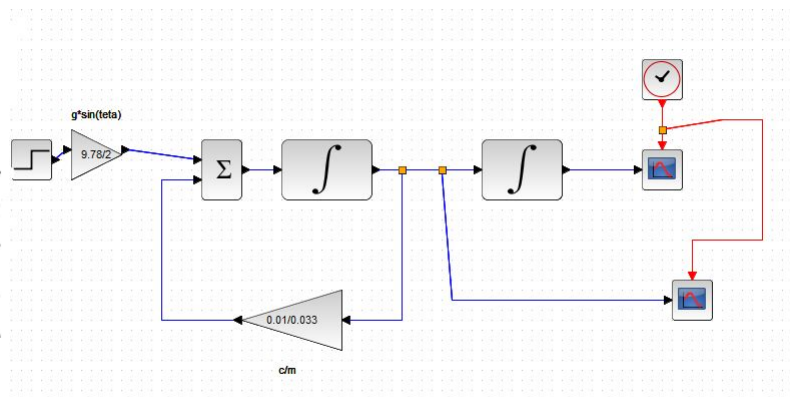 g*sin(teta)
9.78/2
Σ
∫
∫
0.01/0.033
c/m